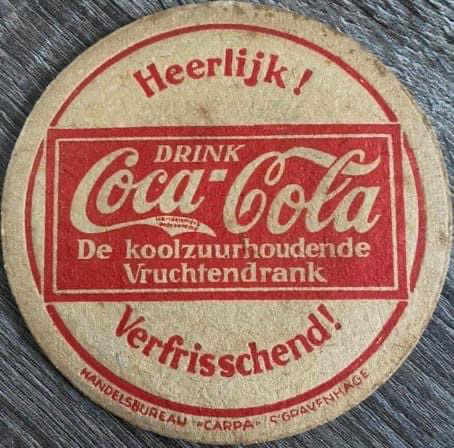 Heerlijk!
DRINK
Coca-Cola
De koolzuurhoudende
Vruchtendrank
Verfrisschend!
HANDELSBUREAU "CARPA" S'GRAVENHAGE